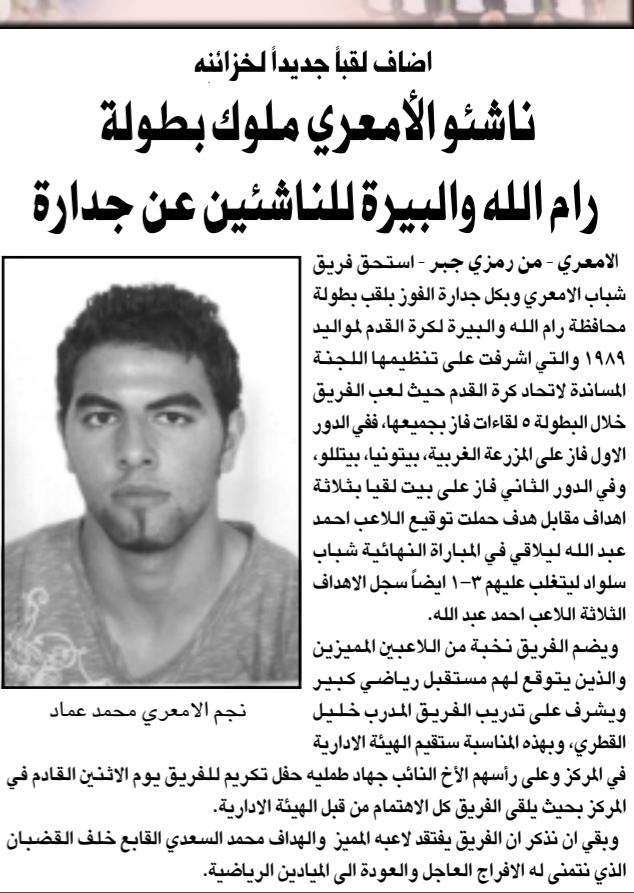 اضاف لقباً جديداً لخزائنه
ناشئو الأمعري ملوك بطولة
رام الله والبيرة للناشئين عن جدارة
الامعري - من رمزي جبر - استحق فريق
شباب الامعري وبكل جدارة الفوز بلقب بطولة
محافظة رام الله والبيرة لكرة القدم لمواليد
١٩٨٩ والتي اشرفت على تنظيمها اللجنة
المساندة لاتحاد كرة القدم حيث لعب الفريق
خلال البطولة ٥ لقاءات فاز بجميعها، ففي الدور
الاول فاز على المزرعة الغربية، بيتونيا، بيتللو،
وفي الدور الثاني فاز على بيت لقيا بثلاثة
اهداف مقابل هدف حملت توقيع اللاعب احمد
عبد الله ليلاقي في المباراة النهائية شباب
سلواد ليتغلب عليهم ٣-١ ايضاً سجل الاهداف
الثلاثة اللاعب احمد عبد الله.
ويضم الفريق نخبة من اللاعبين المميزين
والذين يتوقع لهم مستقبل رياضي كبير
ويشرف على تدريب الفريق المدرب خليل
القطري، وبهذه المناسبة ستقيم الهيئة الادارية
في المركز وعلى رأسهم الأخ النائب جهاد طمليه حفل تكريم للفريق يوم الاثنين القادم في
المركز بحيث يلقى الفريق كل الاهتمام من قبل الهيئة الادارية.
وبقي ان نذكر ان الفريق يفتقد لاعبه المميز والهداف محمد السعدي القابع خلف القضبان
الذي نتمنى له الافراج العاجل والعودة الى الميادين الرياضية.
نجم الامعري محمد عماد